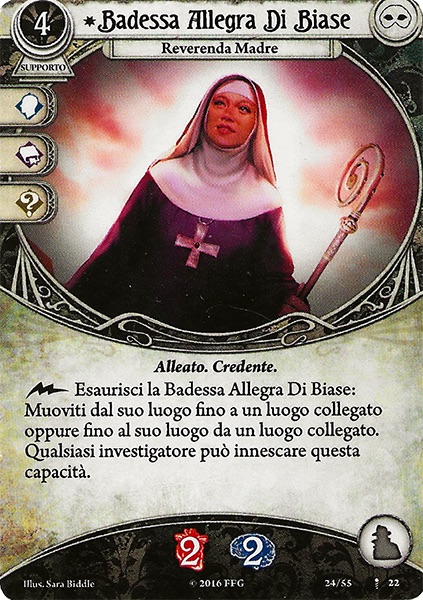 4
*Badessa Allegra Di Biase
SUPPORTO
Reverenda Madre
?
Alleato. Credente.
Esaurisci la Badessa Allegra Di Biase:
Muoviti dal suo luogo fino a un luogo collegato
oppure fino al suo luogo da un luogo collegato.
Qualsiasi investigatore può innescare questa
capacità.
2 2
Illus. Sara Biddle © 2016 FFG 24/55 22